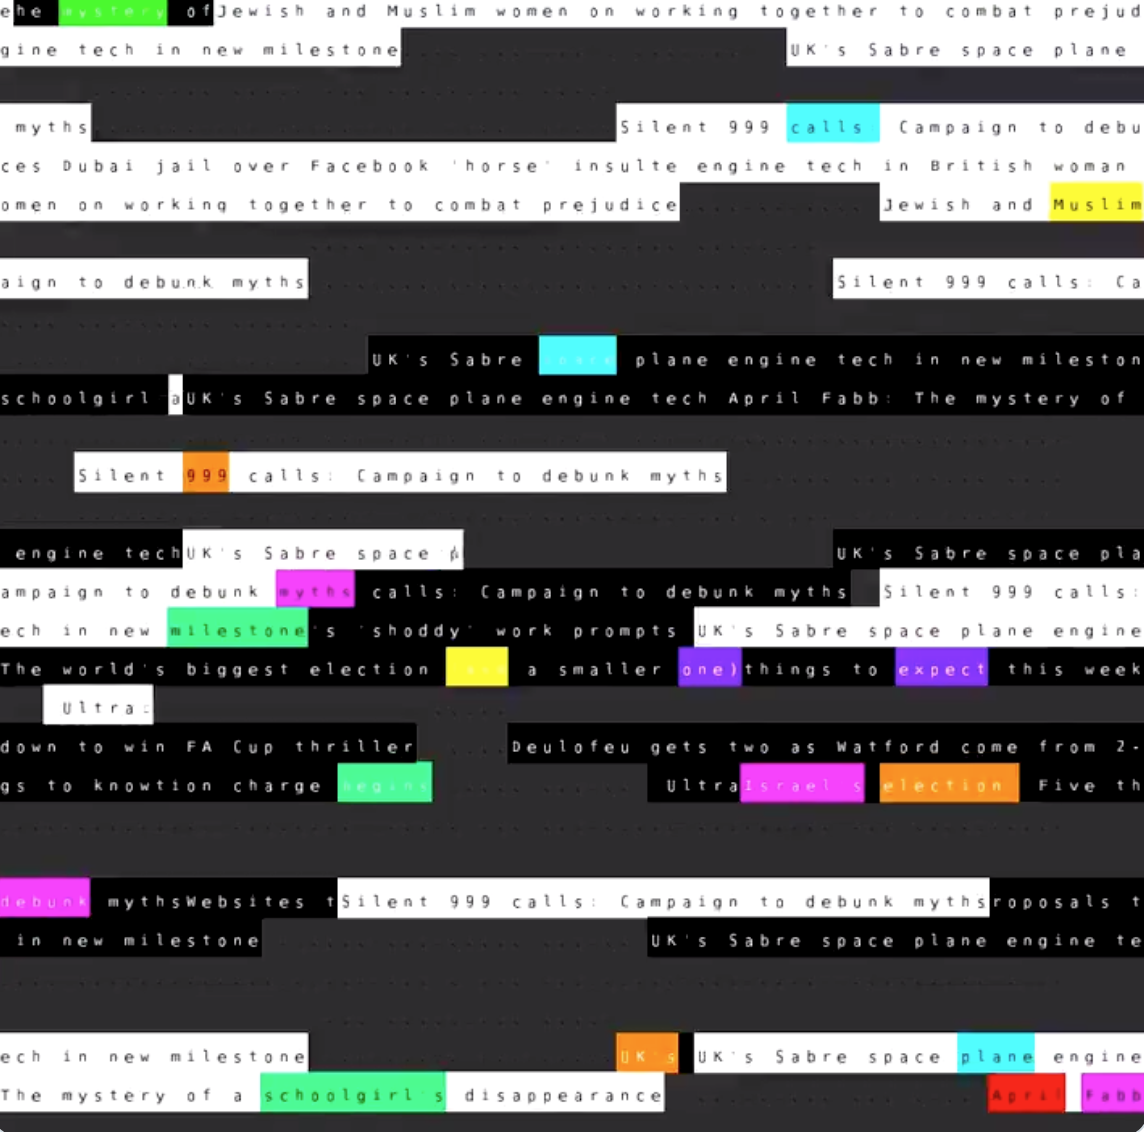 he mystery of Jewish and Muslim women on working together to combat prejud
gine tech in new milestone UK's Sabre space plane
myths Silent 999 calls: Campaign to debu
ces Dubai jail over Facebook 'horse' insulte engine tech in British woman
omen on working together to combat prejudice Jewish and Muslim
aign to debunk myths Silent 999 calls: Ca
UK's Sabre space plane engine tech in new mileston
schoolgirl a UK's Sabre space plane engine tech April Fabb: The mystery of
Silent 999 calls: Campaign to debunk myths
engine tech UK's Sabre space p UK's Sabre space pla
ampaign to debunk myths calls: Campaign to debunk myths Silent 999 calls:
ech in new milestone's 'shoddy' work prompts UK's Sabre space plane engine
The world's biggest election a smaller one) things to expect this week
Ultra:
down to win FA Cup thriller Deulofeu gets two as Watford come from 2-
gs to knowtion charge begins Ultra Israel s election Five th
debunk mythsWebsites t Silent 999 calls: Campaign to debunk myths roposals t
in new milestone UK's Sabre space plane engine te
ech in new milestone UK's UK's Sabre space plane engine
The mystery of a schoolgirl's disappearance April Fabb